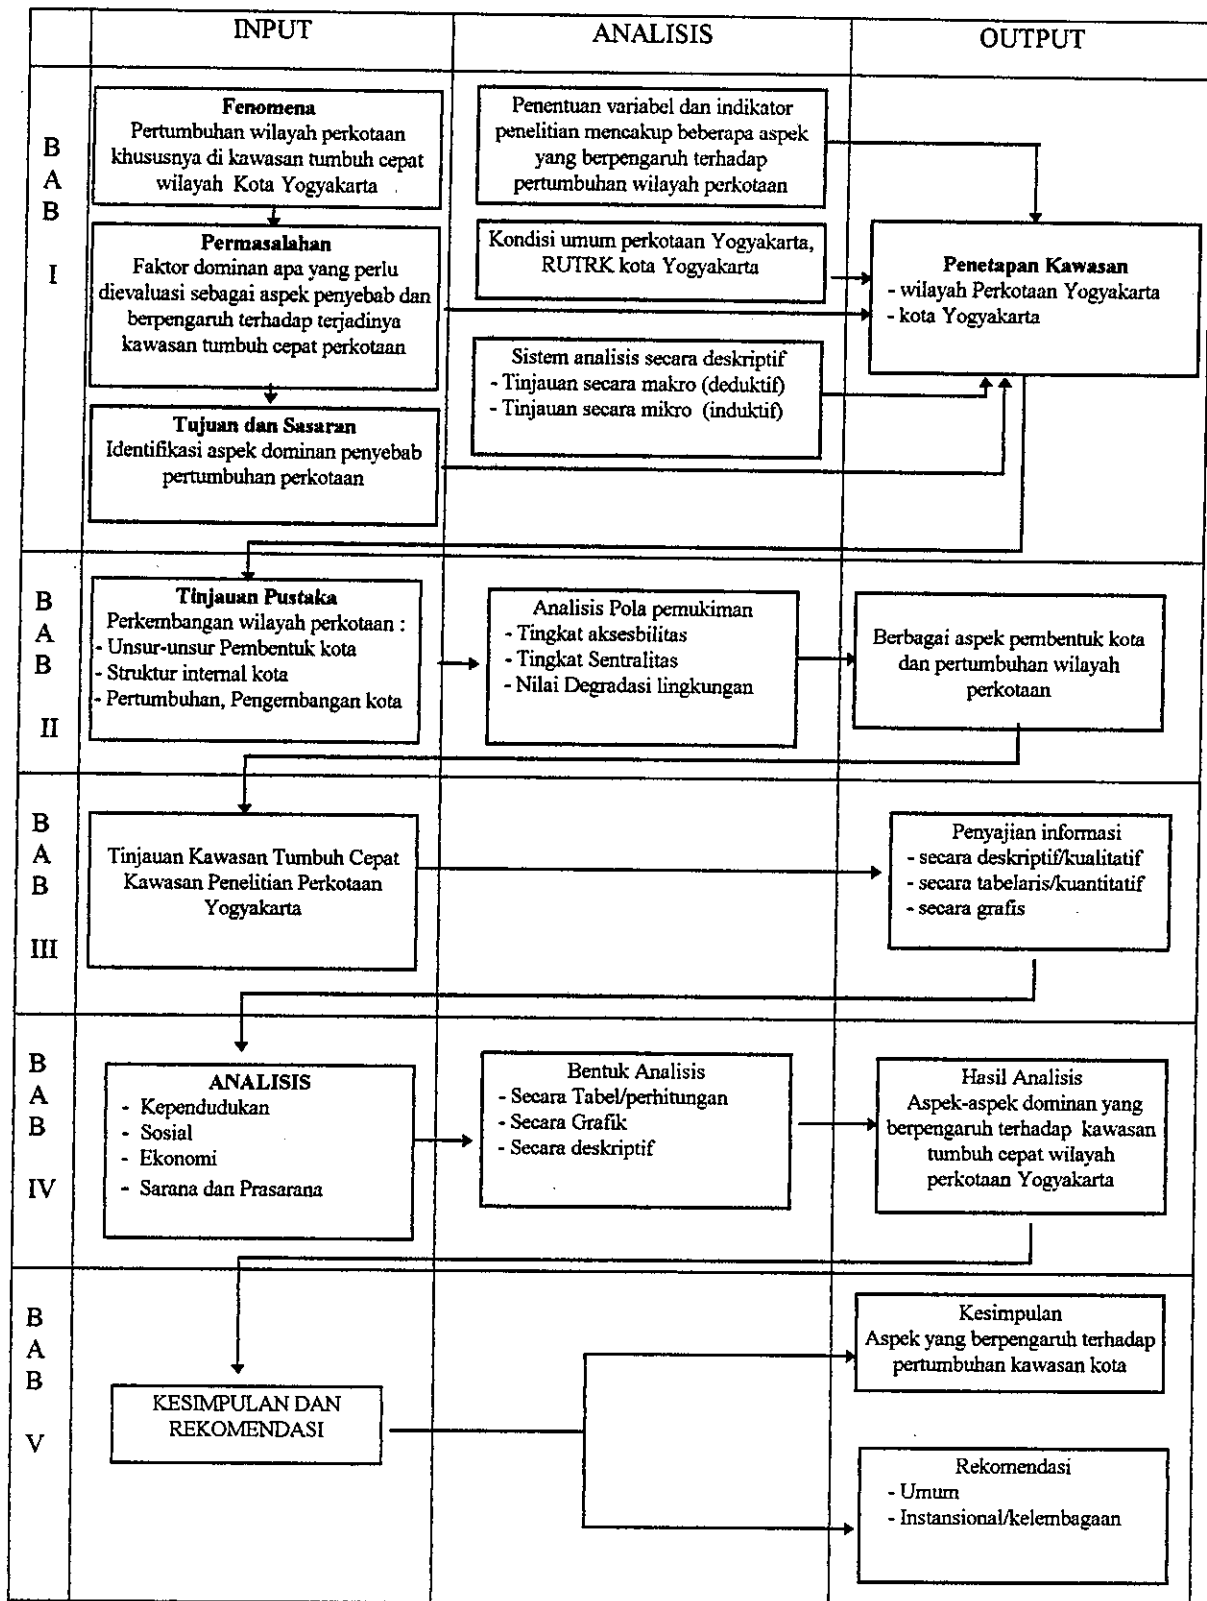 INPUT
ANALISIS
OUTPUT
B
A
B
I
Fenomena
Pertumbuhan wilayah perkotaan
khususnya di kawasan tumbuh cepat
wilayah Kota Yogyakarta
Permasalahan
Faktor dominan apa yang perlu
dievaluasi sebagai aspek penyebab dan
berpengaruh terhadap terjadinya
kawasan tumbuh cepat perkotaan
Tujuan dan Sasaran
Identifikasi aspek dominan penyebab
pertumbuhan perkotaan
Penentuan variabel dan indikator
penelitian mencakup beberapa aspek
yang berpengaruh terhadap
pertumbuhan wilayah perkotaan
Kondisi umum perkotaan Yogyakarta,
RUTRK kota Yogyakarta
Sistem analisis secara deskriptif
- Tinjauan secara makro (deduktif)
- Tinjauan secara mikro (induktif)
Penetapan Kawasan
- wilayah Perkotaan Yogyakarta
- kota Yogyakarta
B
A
B
II
Tinjauan Pustaka
Perkembangan wilayah perkotaan :
- Unsur-unsur Pembentuk kota
- Struktur internal kota
- Pertumbuhan, Pengembangan kota
Analisis Pola pemukiman
- Tingkat aksesbilitas
- Tingkat Sentralitas
- Nilai Degradasi lingkungan
Berbagai aspek pembentuk kota
dan pertumbuhan wilayah
perkotaan
B
A
B
III
Tinjauan Kawasan Tumbuh Cepat
Kawasan Penelitian Perkotaan
Yogyakarta
Penyajian informasi
- secara deskriptif/kualitatif
- secara tabelaris/kuantitatif
- secara grafis
B
A
B
IV
ANALISIS
- Kependudukan
- Sosial
- Ekonomi
- Sarana dan Prasarana
Bentuk Analisis
- Secara Tabel/perhitungan
- Secara Grafik
- Secara deskriptif
Hasil Analisis
Aspek-aspek dominan yang
berpengaruh terhadap kawasan
tumbuh cepat wilayah
perkotaan Yogyakarta
B
A
B
V
KESIMPULAN DAN
REKOMENDASI
Kesimpulan
Aspek yang berpengaruh terhadap
pertumbuhan kawasan kota
Rekomendasi
- Umum
- Instansional/kelembagaan